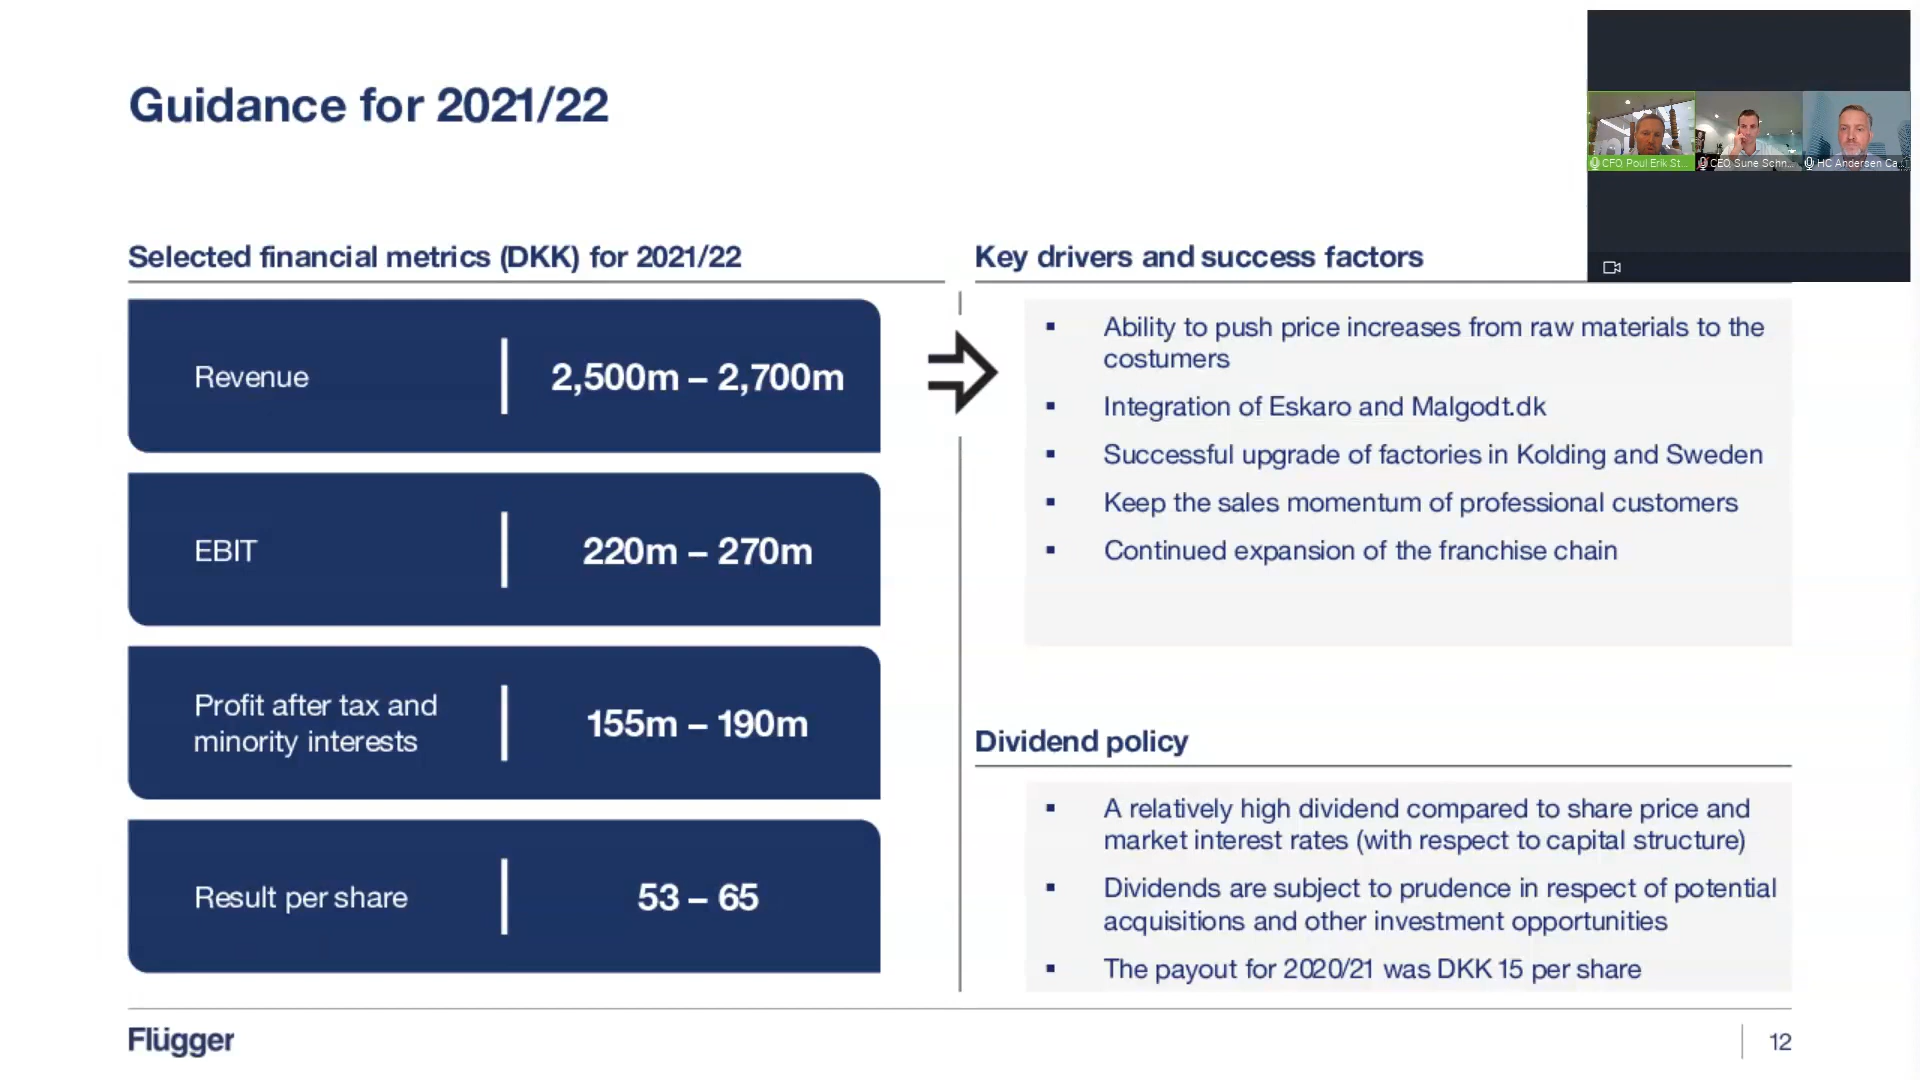 Guidance for 2021/22
CFO Poul Erik St...
CEO Sune Schn...
HC Andersen Ca...
Selected financial metrics (DKK) for 2021/22
Revenue
2,500m – 2,700m
EBIT
220m – 270m
Profit after tax and
minority interests
155m – 190m
Result per share
53 – 65
Key drivers and success factors
▪ Ability to push price increases from raw materials to the
costumers
▪ Integration of Eskaro and Malgodt.dk
▪ Successful upgrade of factories in Kolding and Sweden
▪ Keep the sales momentum of professional customers
▪ Continued expansion of the franchise chain
Dividend policy
▪ A relatively high dividend compared to share price and
market interest rates (with respect to capital structure)
▪ Dividends are subject to prudence in respect of potential
acquisitions and other investment opportunities
▪ The payout for 2020/21 was DKK 15 per share
Flügger
12